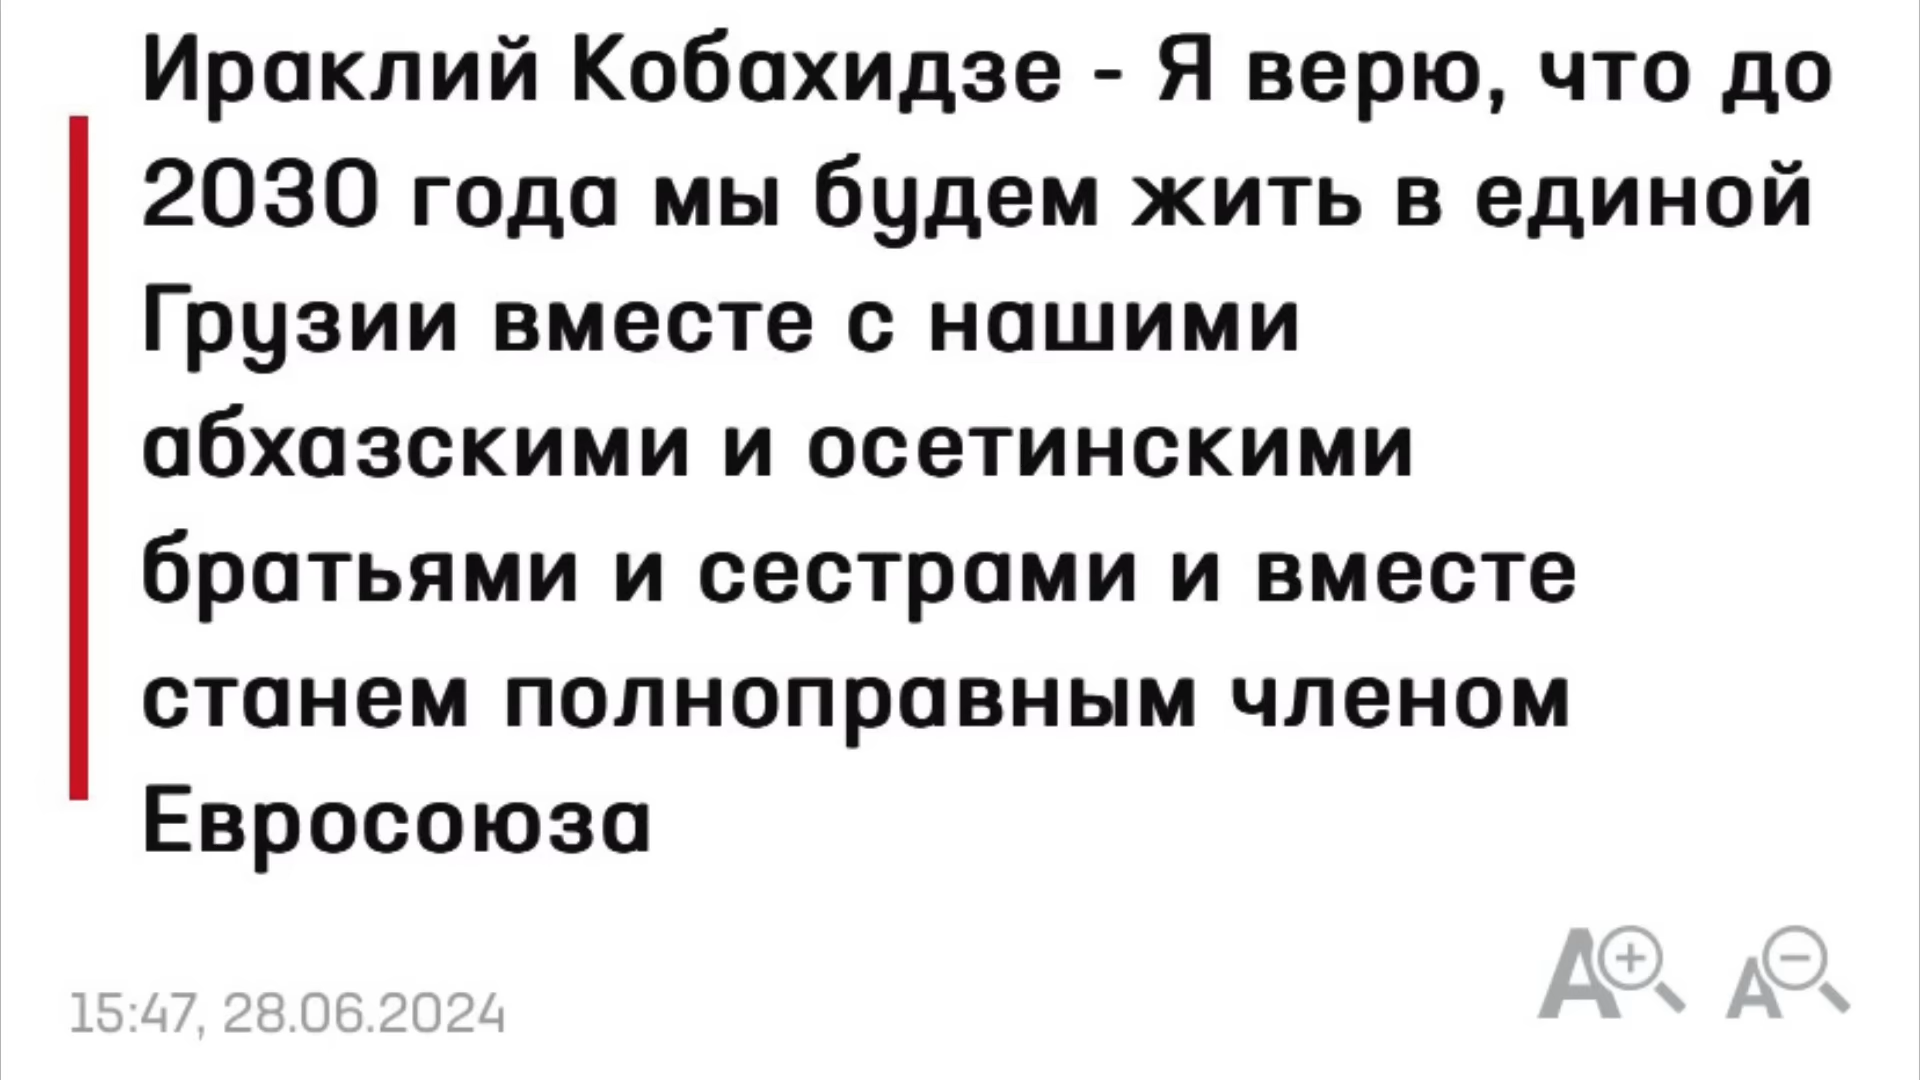 Ираклий Кобахидзе - Я верю, что до
2030 года мы будем жить в единой
Грузии вместе с нашими
абхазскими и осетинскими
братьями и сестрами и вместе
станем полноправным членом
Евросоюза
15:47, 28.06.2024
A A